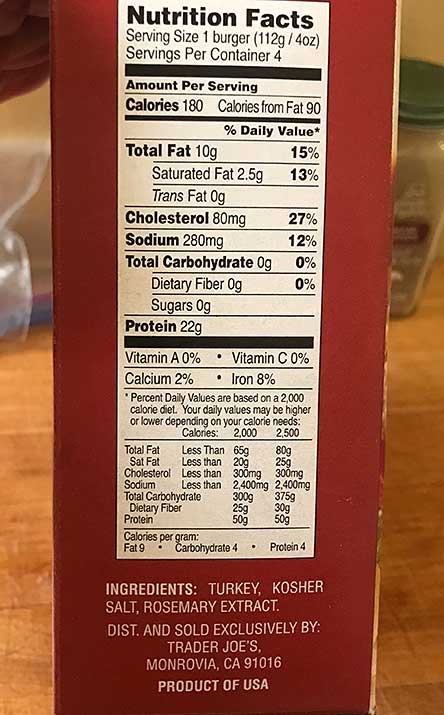 Nutrition Facts
Serving Size 1 burger (112g / 4oz)
Servings Per Container 4
Amount Per Serving
Calories 180 Calories from Fat 90
% Daily Value*
Total Fat 10g 15%
Saturated Fat 2.5g 13%
Trans Fat 0g
Cholesterol 80mg 27%
Sodium 280mg 12%
Total Carbohydrate 0g 0%
Dietary Fiber 0g 0%
Sugars 0g
Protein 22g
Vitamin A 0% • Vitamin C 0%
Calcium 2% • Iron 8%
* Percent Daily Values are based on a 2,000
calorie diet. Your daily values may be higher
or lower depending on your calorie needs:
Calories: 2,000 2,500
Total Fat Less Than 65g 80g
Sat Fat Less than 20g 25g
Cholesterol Less than 300mg 300mg
Sodium Less than 2,400mg 2,400mg
Total Carbohydrate 300g 375g
Dietary Fiber 25g 30g
Protein 50g 50g
Calories per gram:
Fat 9 • Carbohydrate 4 • Protein 4
INGREDIENTS: TURKEY, KOSHER
SALT, ROSEMARY EXTRACT.
DIST. AND SOLD EXCLUSIVELY BY:
TRADER JOE'S,
MONROVIA, CA 91016
PRODUCT OF USA